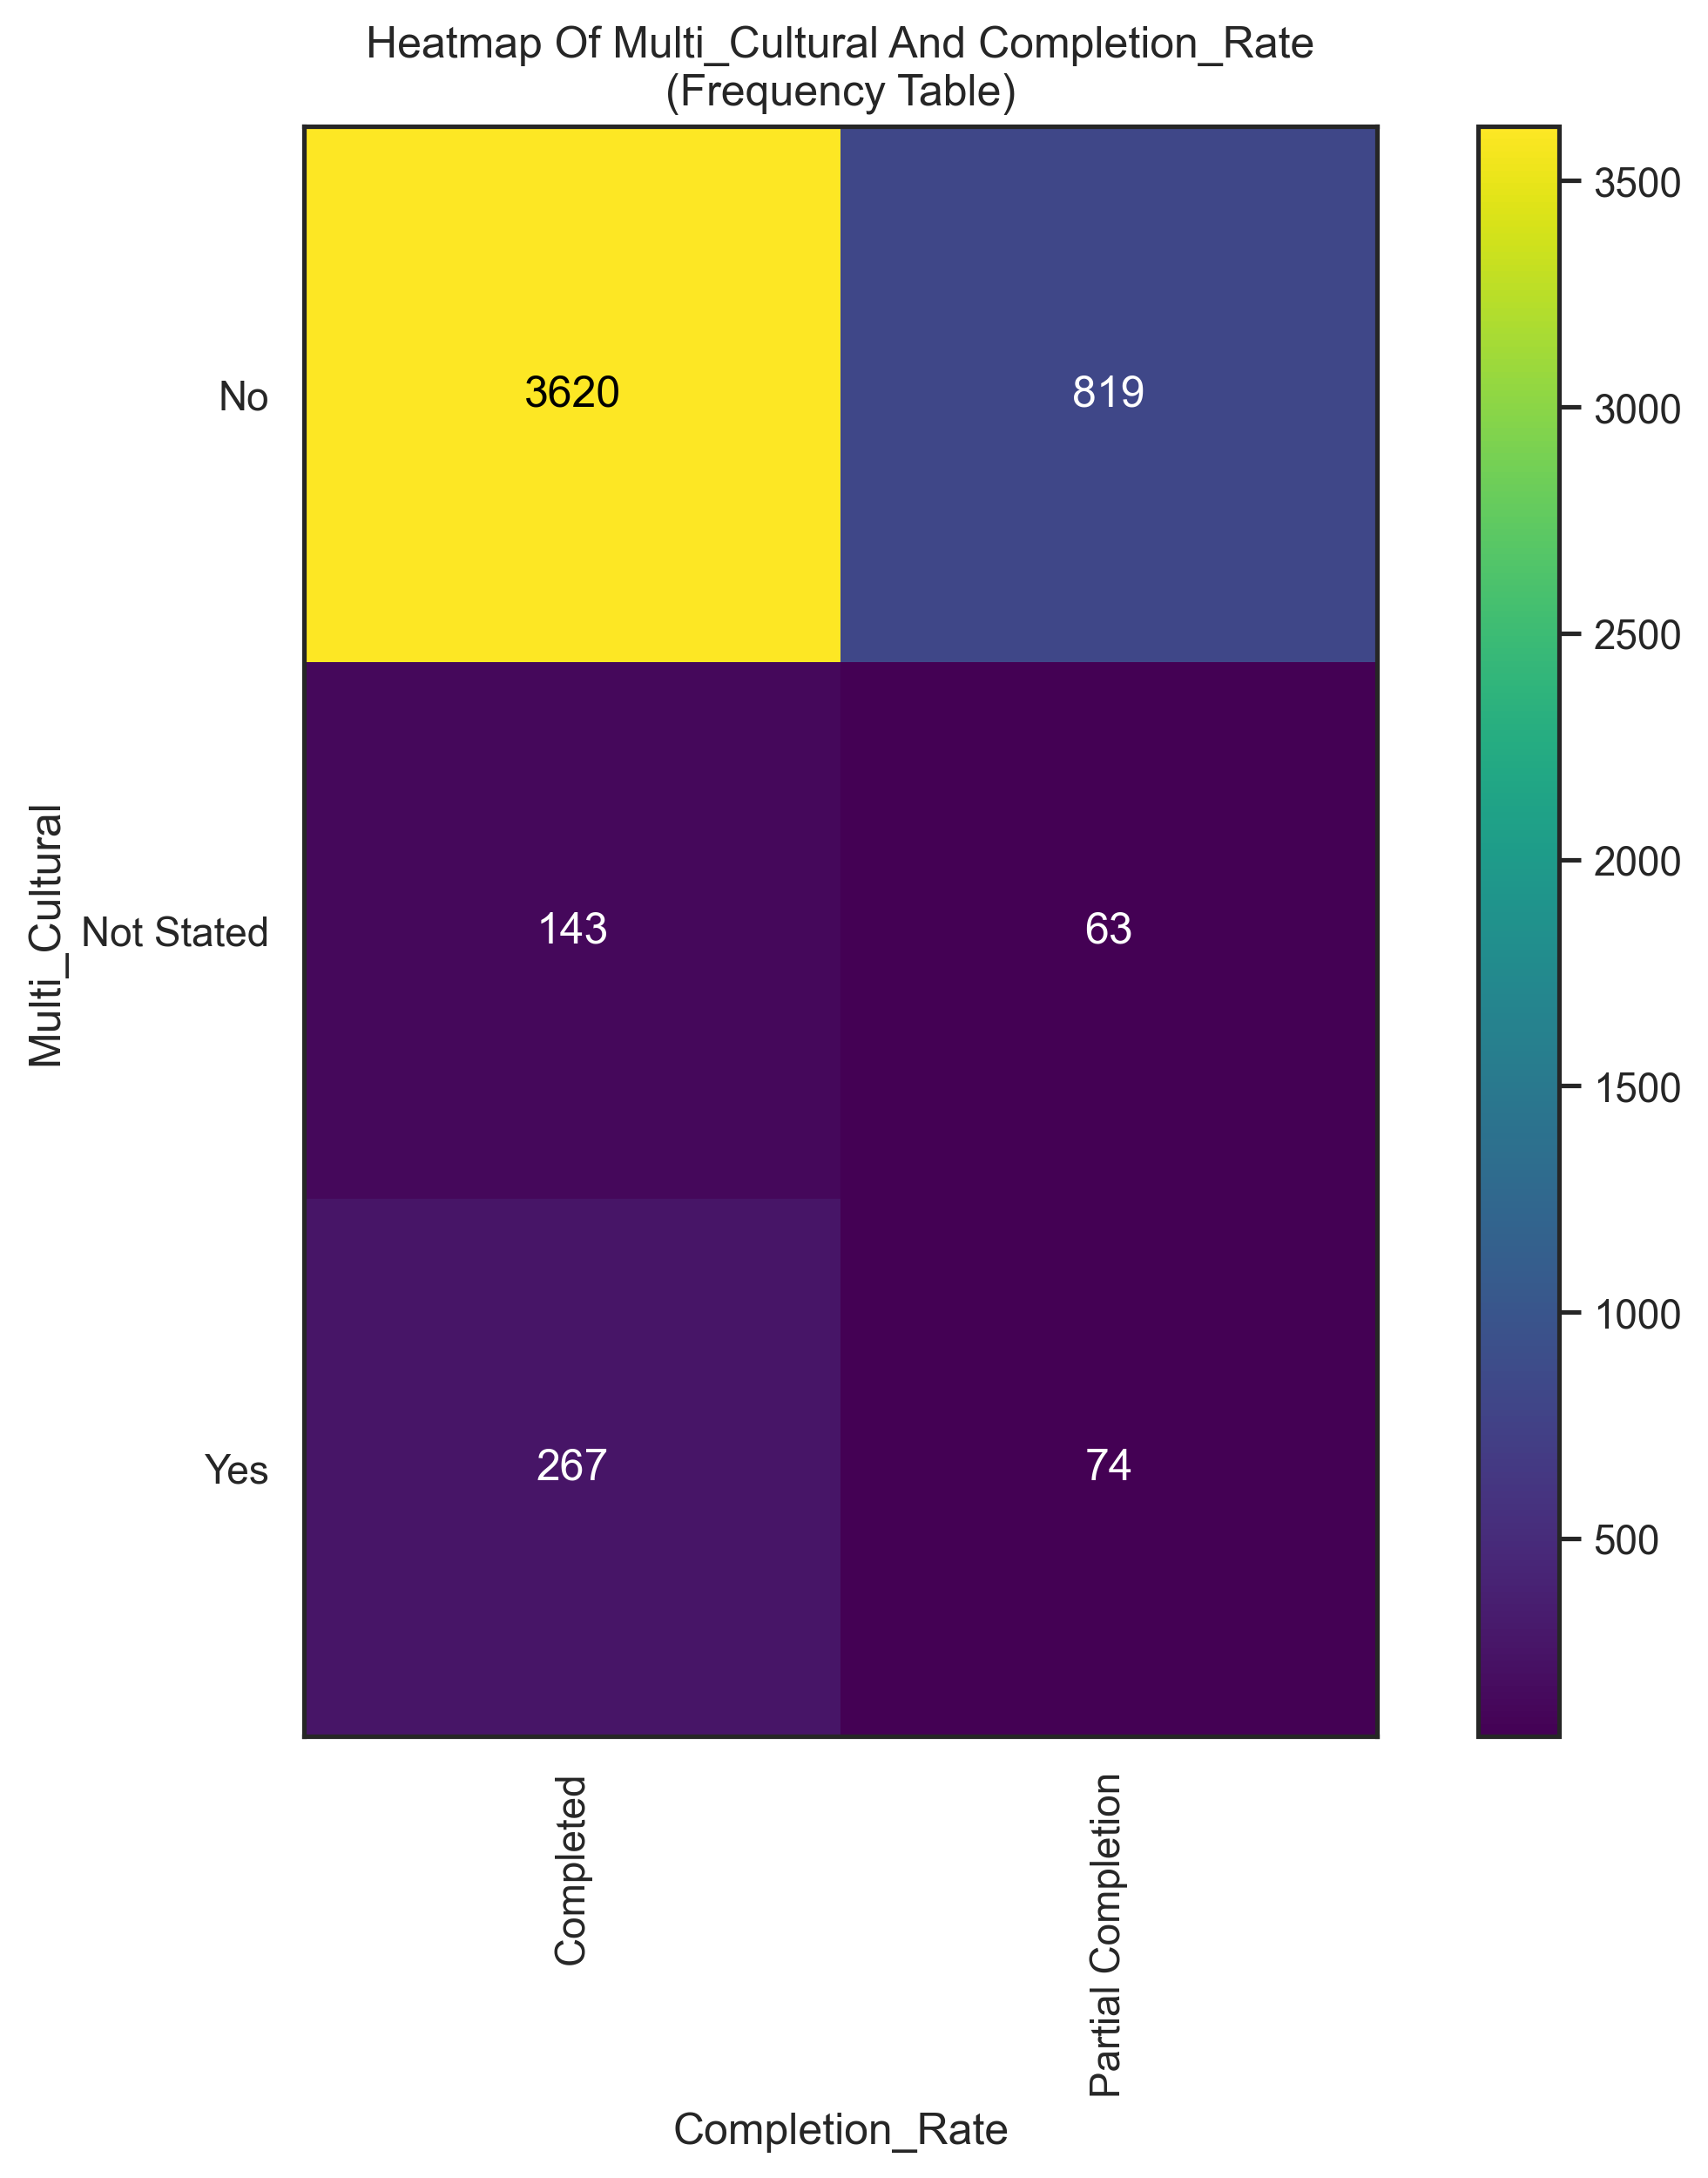 Heatmap Of Multi_Cultural And Completion_Rate
(Frequency Table)
Multi_Cultural
No
3620
819
Not Stated
143
63
Yes
267
74
Completed
Partial Completion
Completion_Rate
3500
3000
2500
2000
1500
1000
500